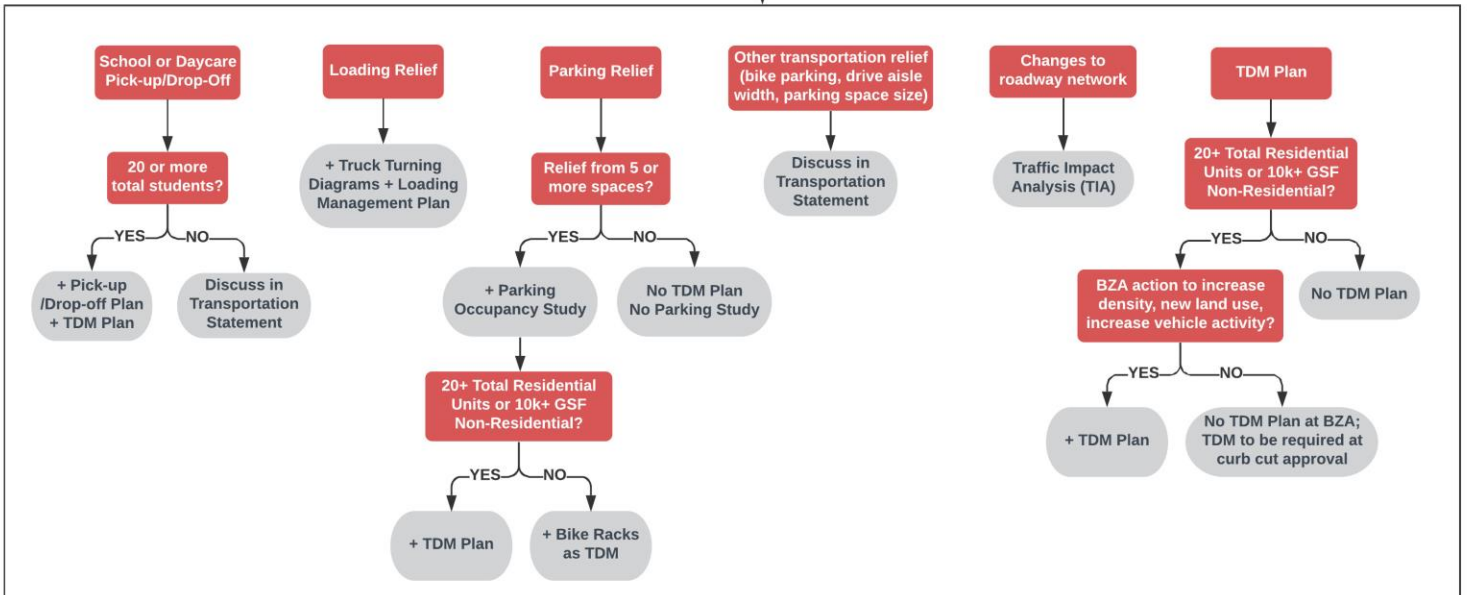 School or Daycare
Pick-up/Drop-Off
20 or more
total students?
YES
NO
+ Pick-up
/Drop-off Plan
+ TDM Plan
Discuss in
Transportation
Statement
Loading Relief
+ Truck Turning
Diagrams + Loading
Management Plan
Parking Relief
Relief from 5 or
more spaces?
YES
NO
+ Parking
Occupancy Study
No TDM Plan
No Parking Study
20+ Total Residential
Units or 10k+ GSF
Non-Residential?
YES
NO
+ TDM Plan
+ Bike Racks
as TDM
Other transportation relief
(bike parking, drive aisle
width, parking space size)
Discuss in
Transportation
Statement
Changes to
roadway network
Traffic Impact
Analysis (TIA)
TDM Plan
20+ Total Residential
Units or 10k+ GSF
Non-Residential?
YES
NO
BZA action to increase
density, new land use,
increase vehicle activity?
No TDM Plan
YES
NO
+ TDM Plan
No TDM Plan at BZA;
TDM to be required at
curb cut approval